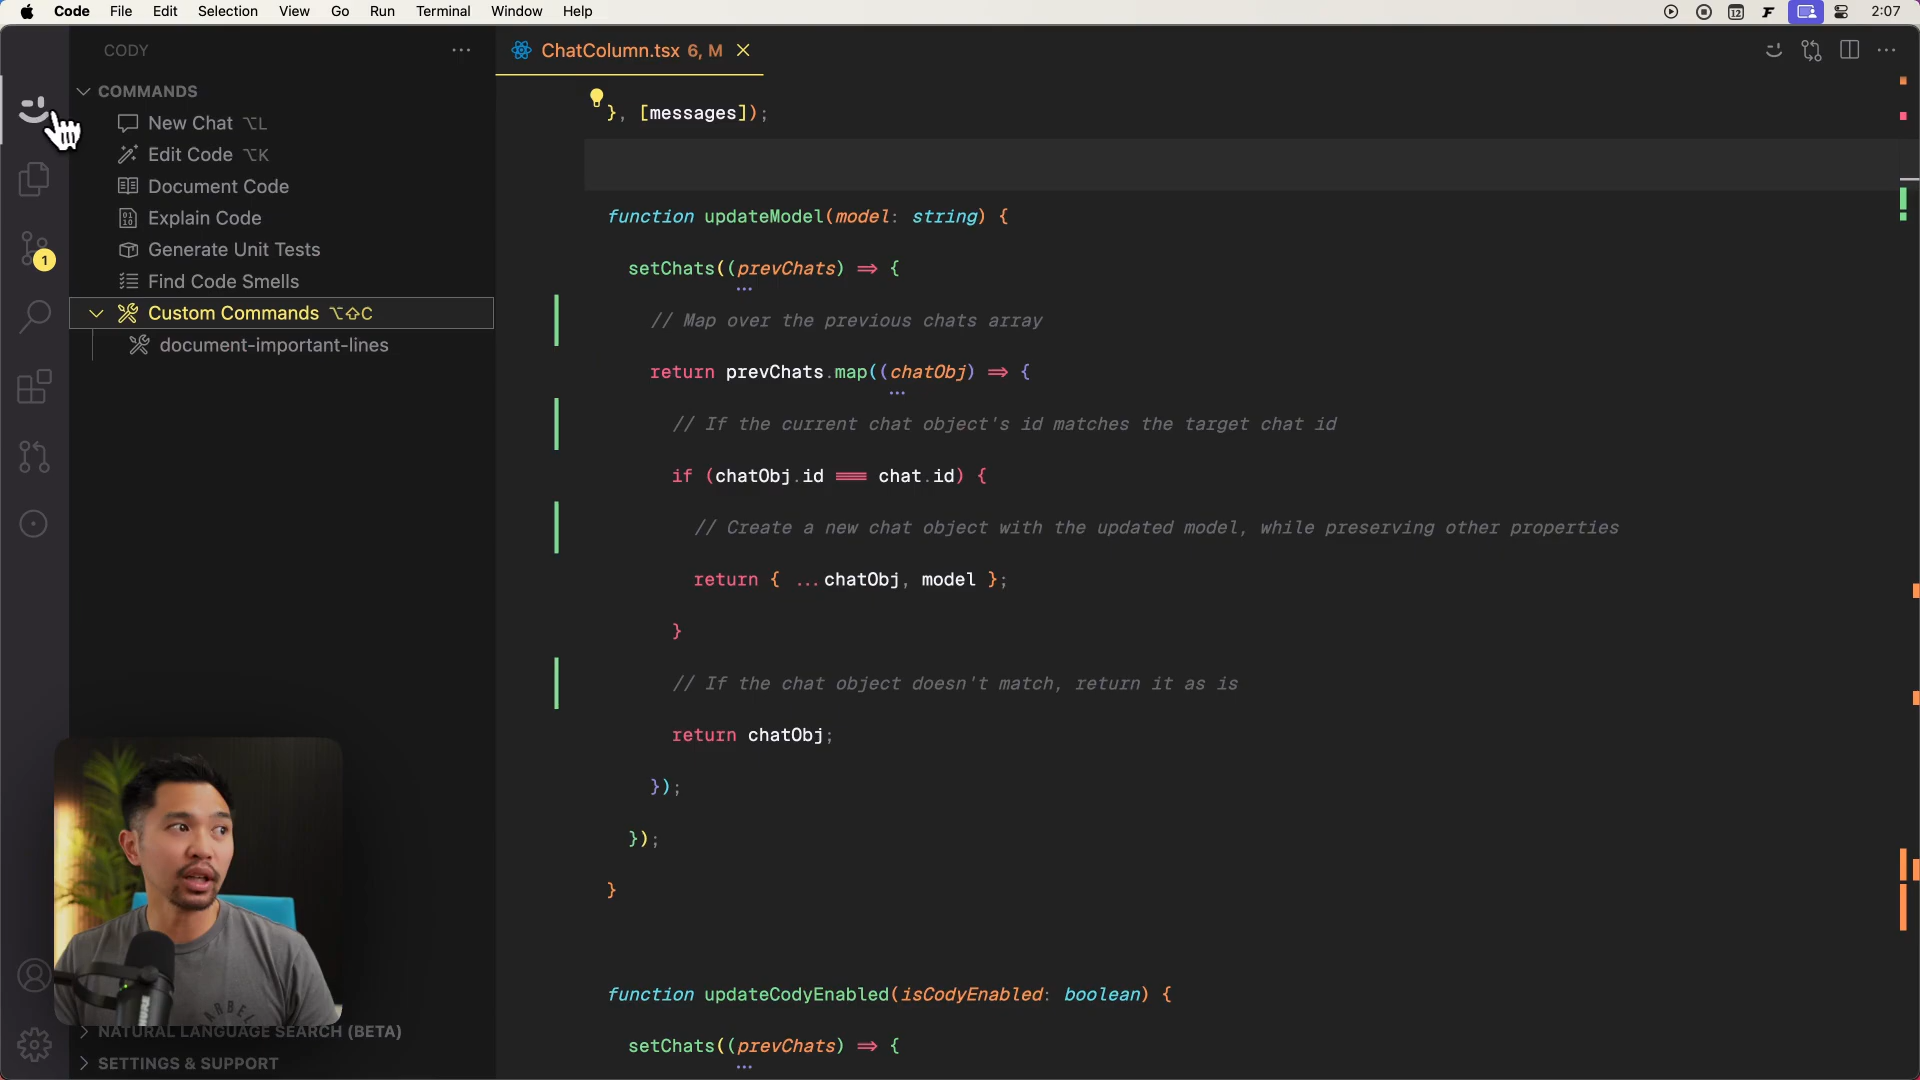 Code File Edit Selection View Go Run Terminal Window Help
12 2:07
CODY
ChatColumn.tsx 6, M
COMMANDS
New Chat ⌥L
Edit Code ⌥K
Document Code
Explain Code
Generate Unit Tests
Find Code Smells
Custom Commands ⌥⇧C
document-important-lines
1
NATURAL LANGUAGE SEARCH (BETA)
SETTINGS & SUPPORT
}, [messages]);
function updateModel(model: string) {
setChats((prevChats) => {
// Map over the previous chats array
return prevChats.map((chatObj) => {
// If the current chat object's id matches the target chat id
if (chatObj.id === chat.id) {
// Create a new chat object with the updated model, while preserving other properties
return { ...chatObj, model };
}
// If the chat object doesn't match, return it as is
return chatObj;
});
});
}
function updateCodyEnabled(isCodyEnabled: boolean) {
setChats((prevChats) => {